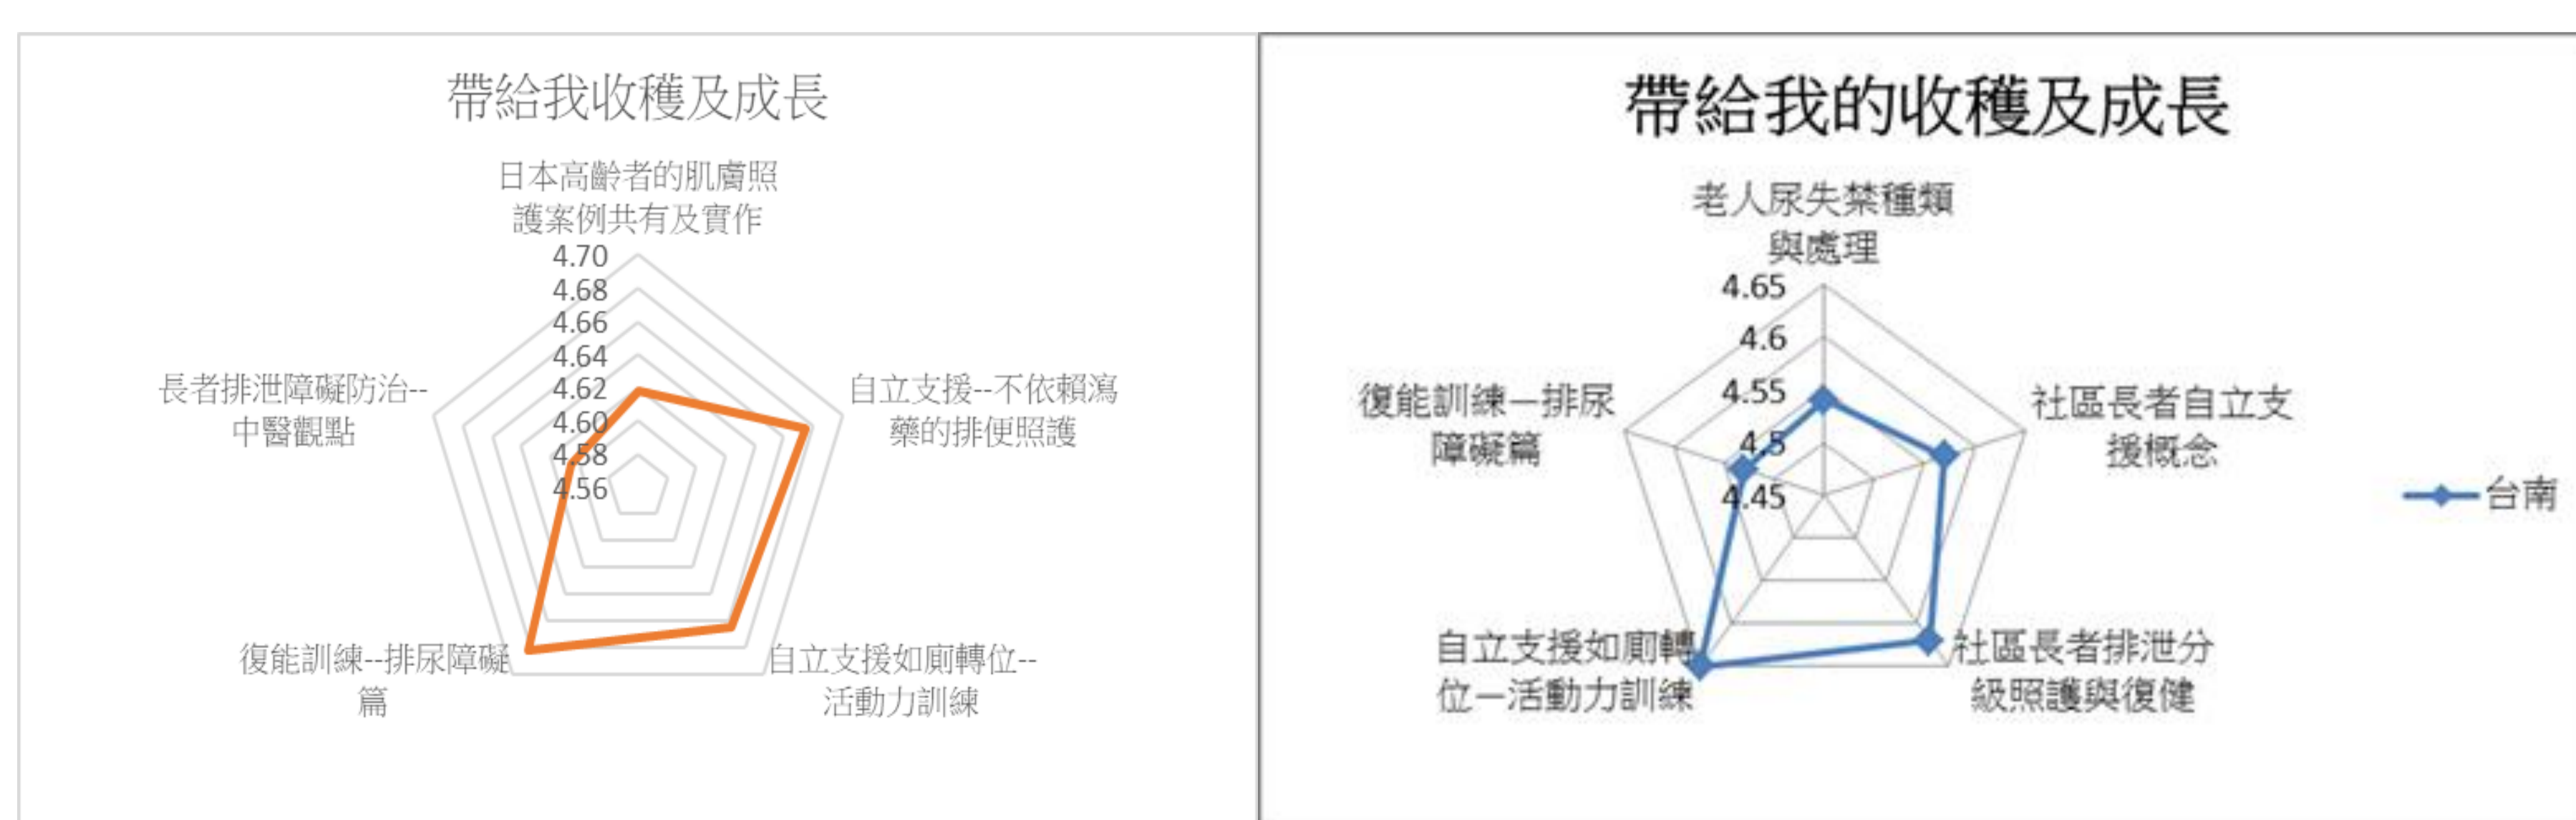 帶給我收穫及成長
日本高齡者的肌膚照
護案例共有及實作
4.70
4.68
4.66
4.64
4.62
4.60
4.58
4.56
自立支援--不依賴瀉
藥的排便照護
自立支援如廁轉位--
活動力訓練
復能訓練--排尿障礙
篇
長者排泄障礙防治--
中醫觀點
帶給我的收穫及成長
老人尿失禁種類
與處理
4.65
4.6
4.55
4.5
4.45
社區長者自立支
援概念
社區長者排泄分
級照護與復健
自立支援如廁轉
位—活動力訓練
復能訓練—排尿
障礙篇
台南